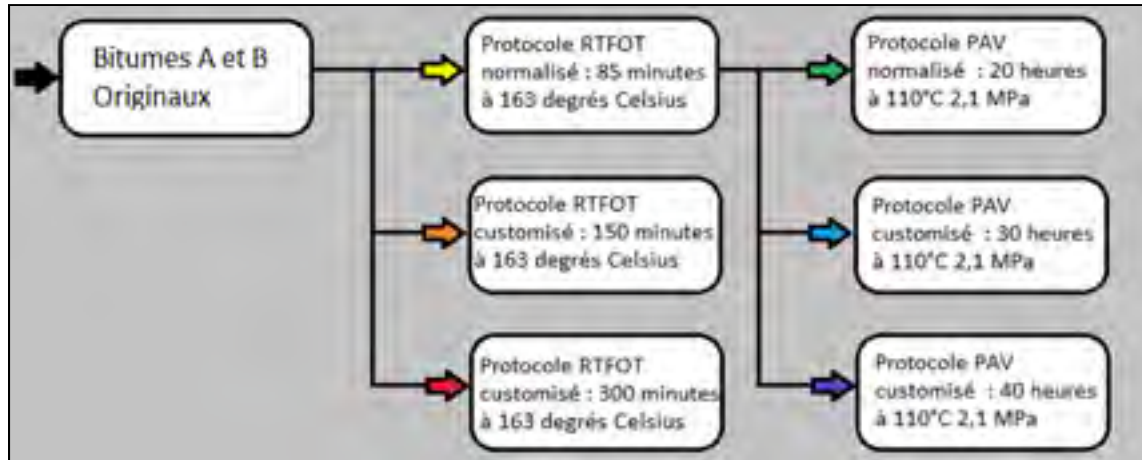 Bitumes A et B
Originaux
Protocole RTFOT
normalisé : 85 minutes
à 163 degrés Celsius
Protocole PAV
normalisé : 20 heures
à 110°C 2,1 MPa
Protocole RTFOT
customisé : 150 minutes
à 163 degrés Celsius
Protocole PAV
customisé : 30 heures
à 110°C 2,1 MPa
Protocole RTFOT
customisé : 300 minutes
à 163 degrés Celsius
Protocole PAV
customisé : 40 heures
à 110°C 2,1 MPa